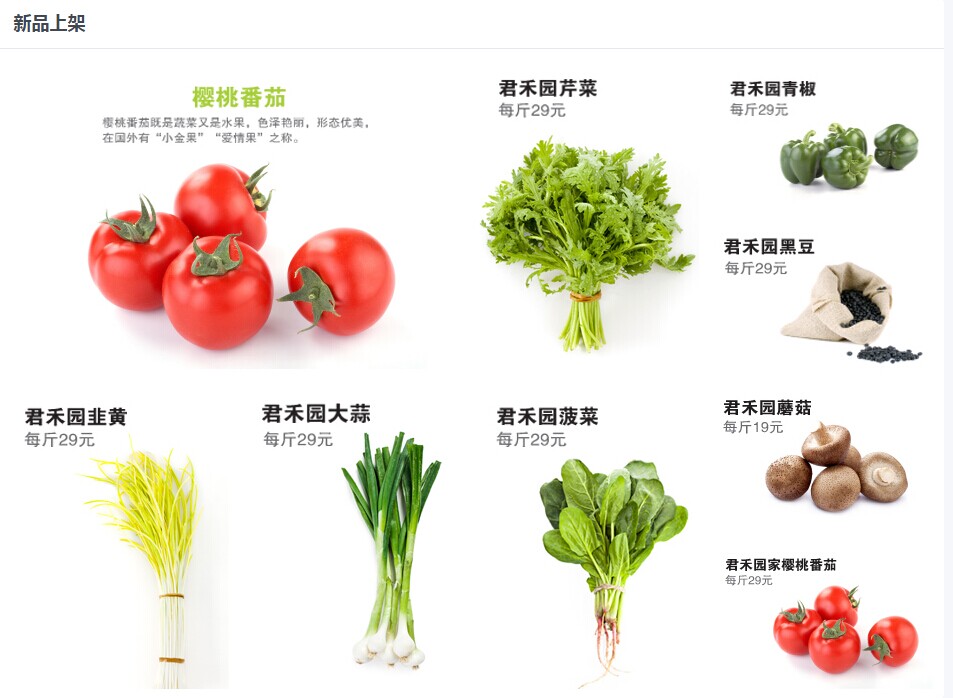 新品上架
樱桃番茄
樱桃番茄既是蔬菜又是水果，色泽艳丽，形态优美，
在国外有“小金果”“爱情果”之称。
君禾园芹菜
每斤29元
君禾园青椒
每斤29元
君禾园黑豆
每斤29元
君禾园韭黄
每斤29元
君禾园大蒜
每斤29元
君禾园菠菜
每斤29元
君禾园蘑菇
每斤19元
君禾园家樱桃番茄
每斤29元